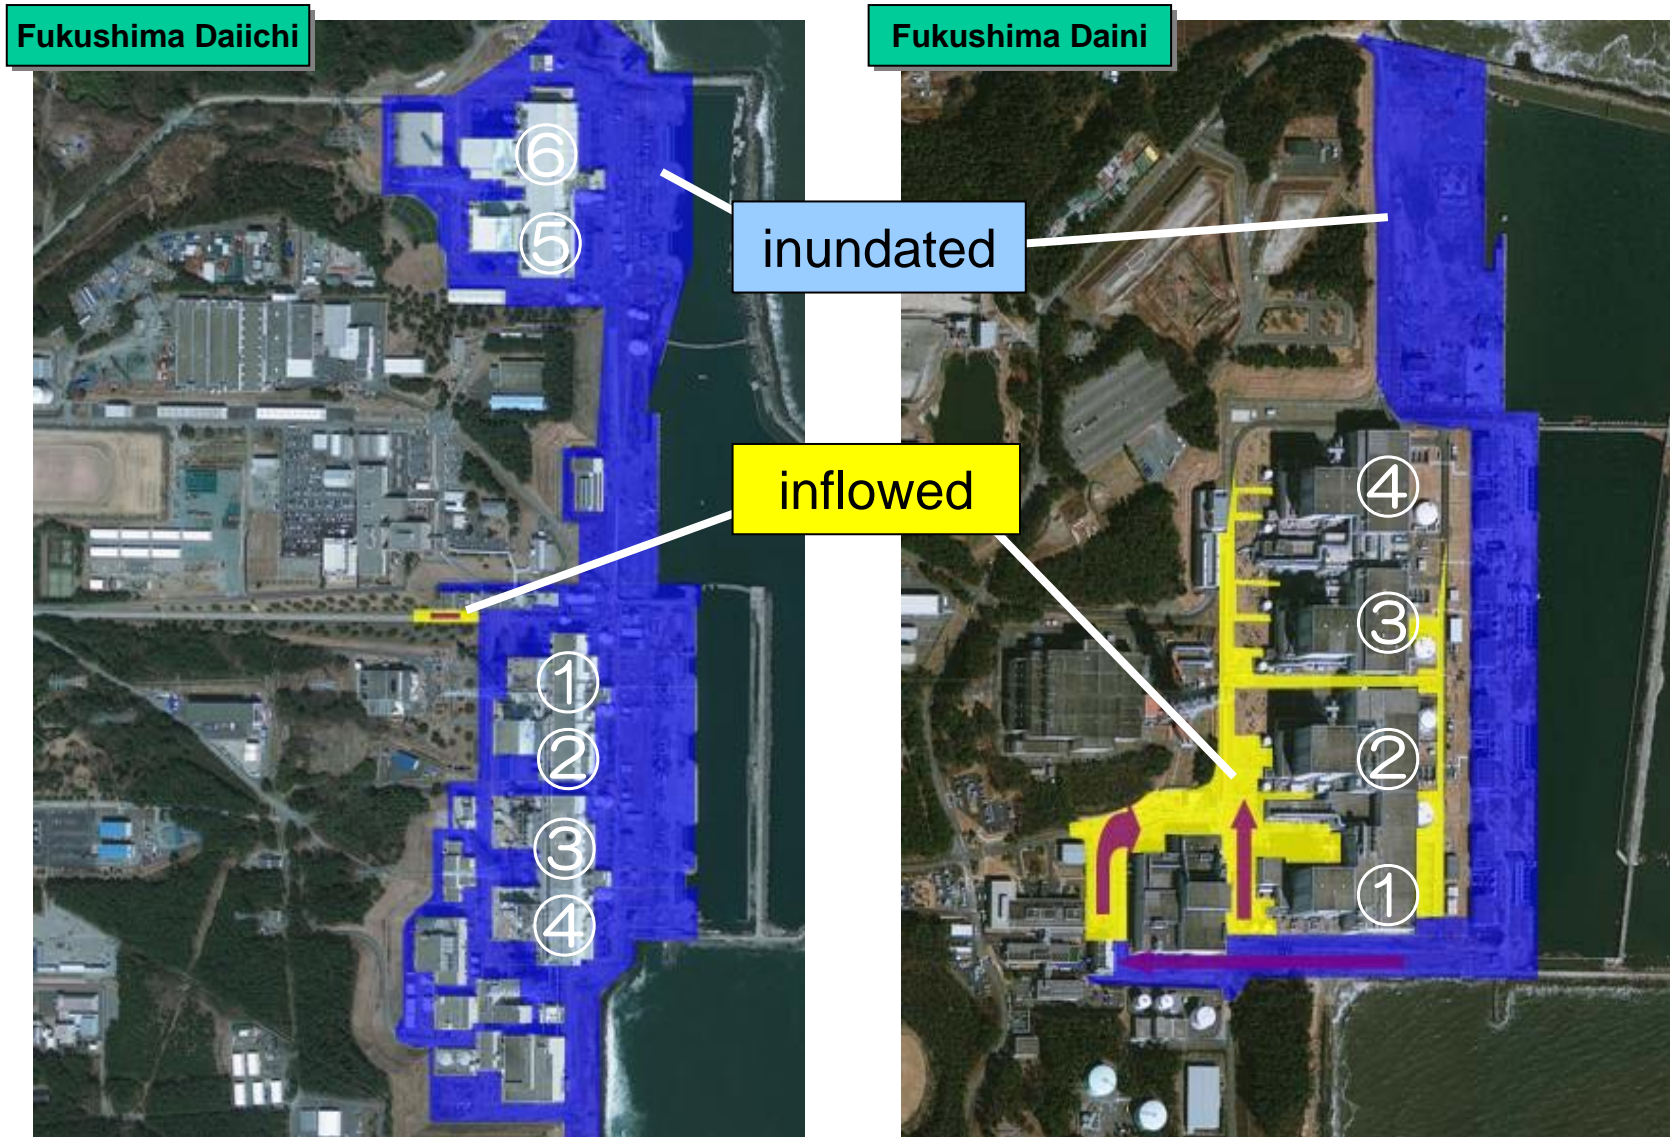 Fukushima Daiichi
Fukushima Daini
inundated
inflowed
⑥
⑤
①
②
③
④
④
③
②
①